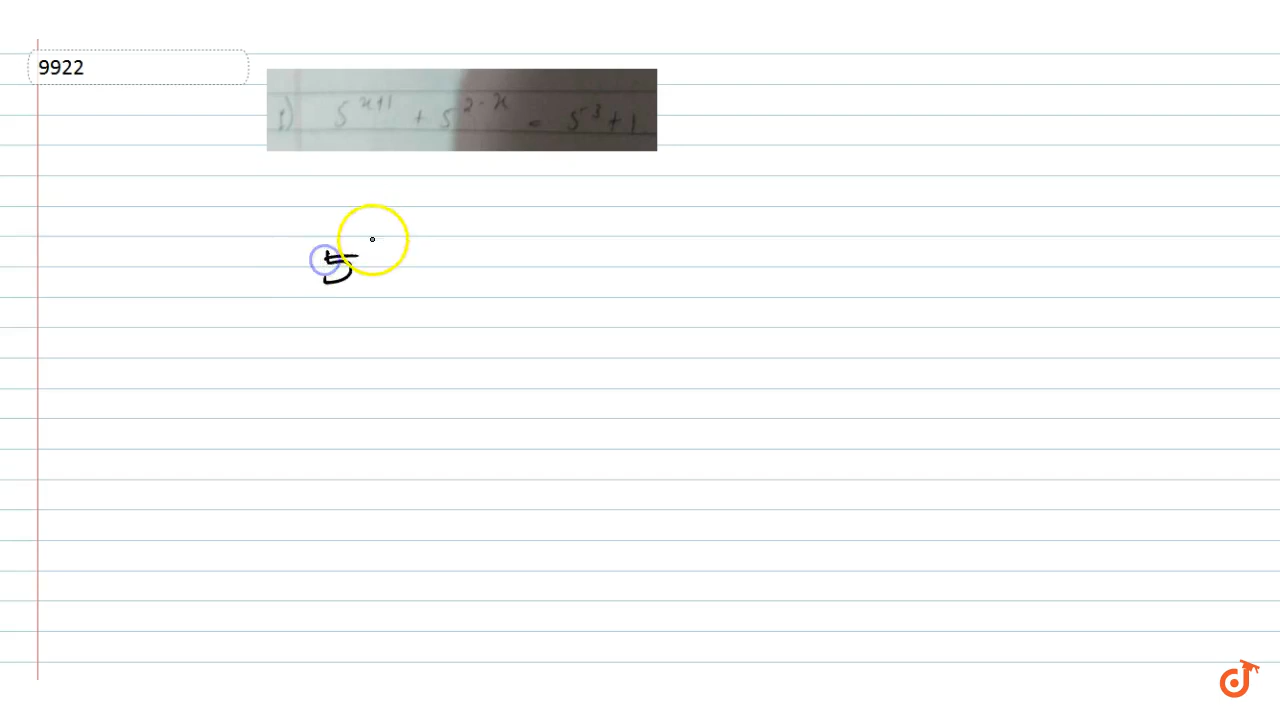 9922
1) 5^{x+1} + 5^{2-x} = 5^3 + 1
5